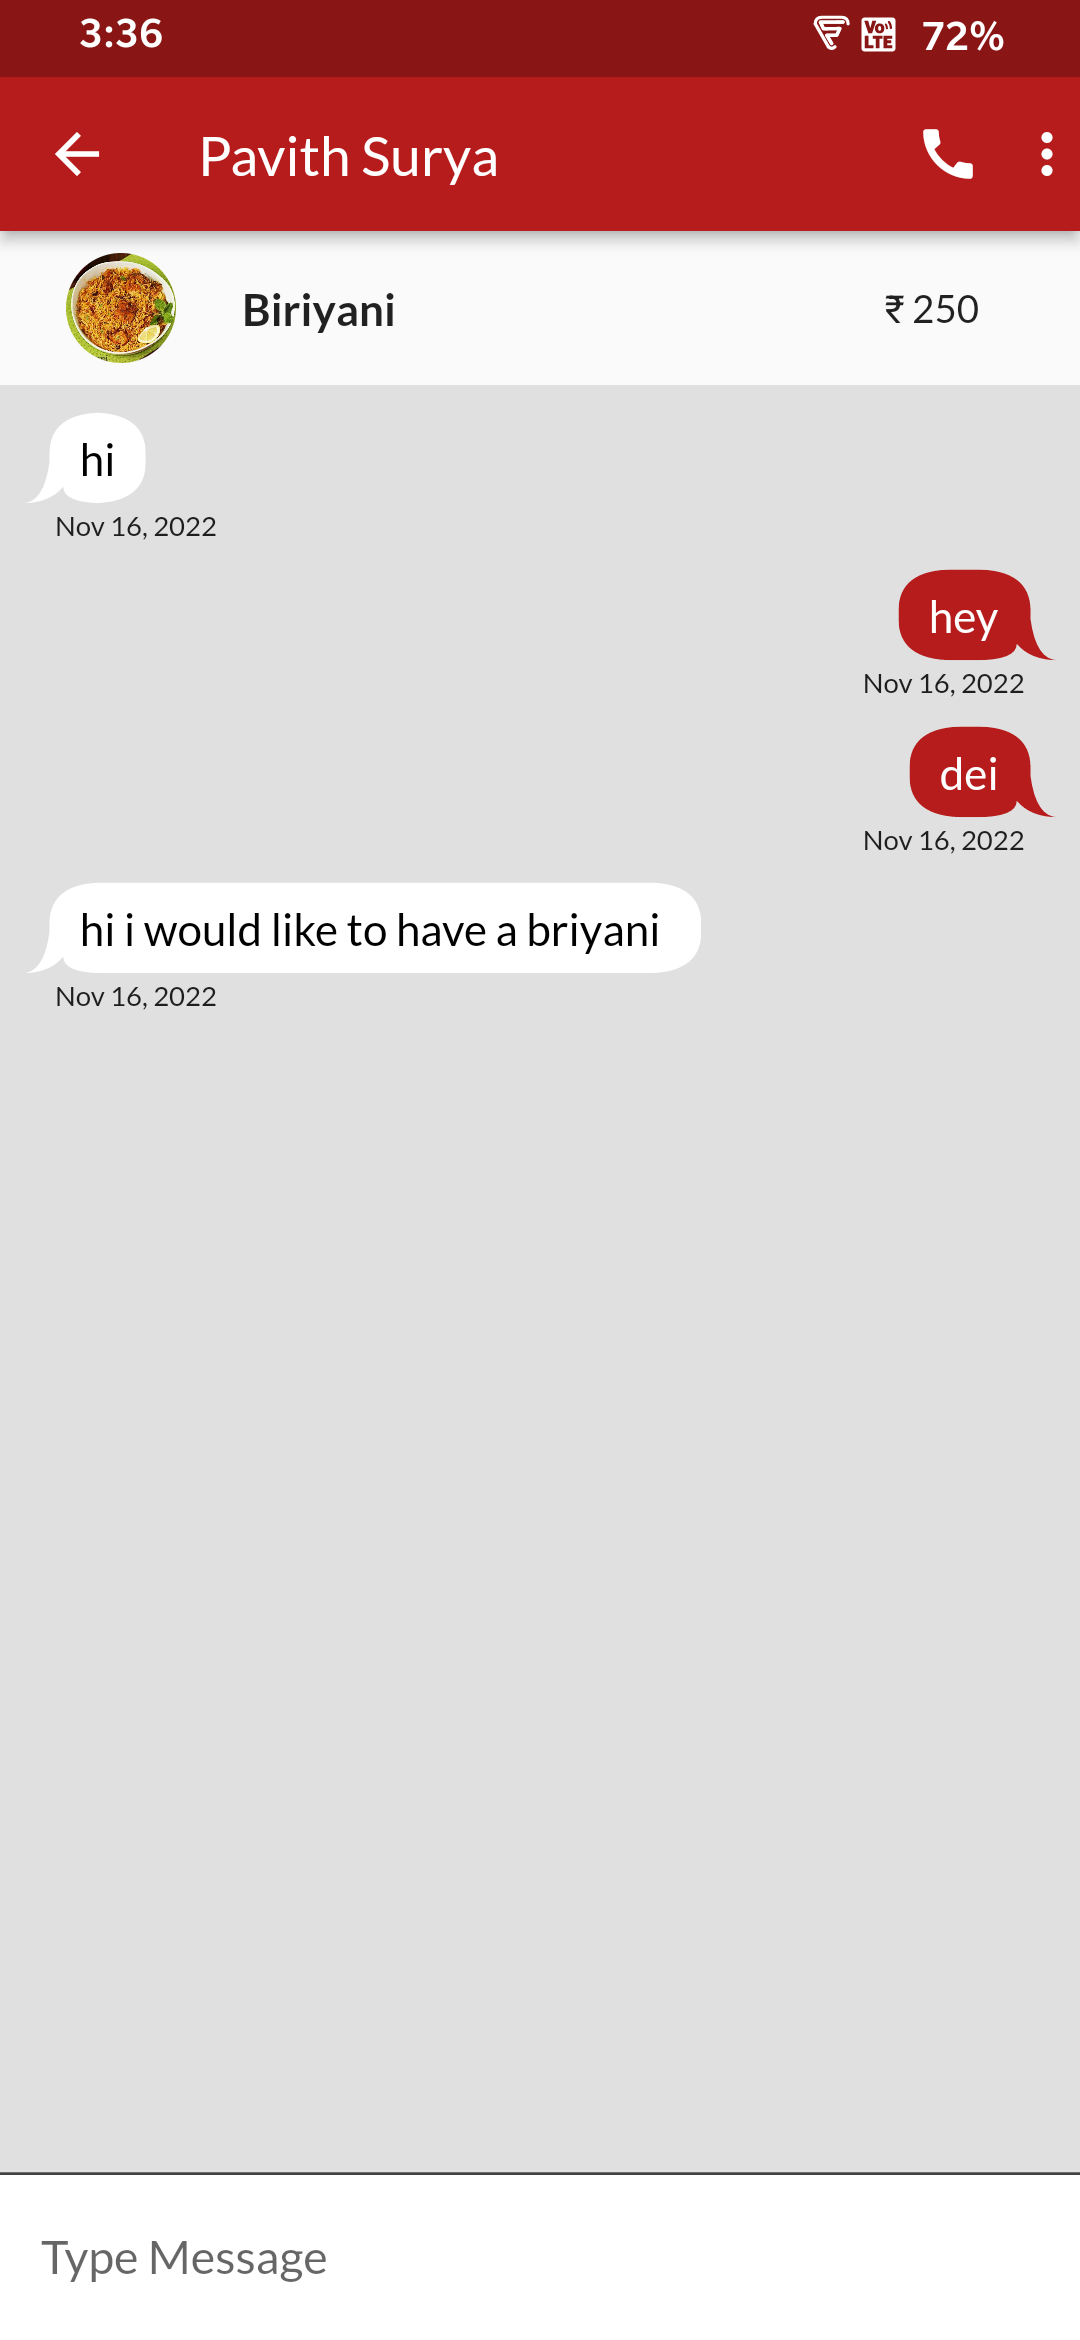 3:36 Vo LTE 72%
Pavith Surya
Biriyani ₹ 250
hi
Nov 16, 2022
hey
Nov 16, 2022
dei
Nov 16, 2022
hi i would like to have a briyani
Nov 16, 2022
Type Message